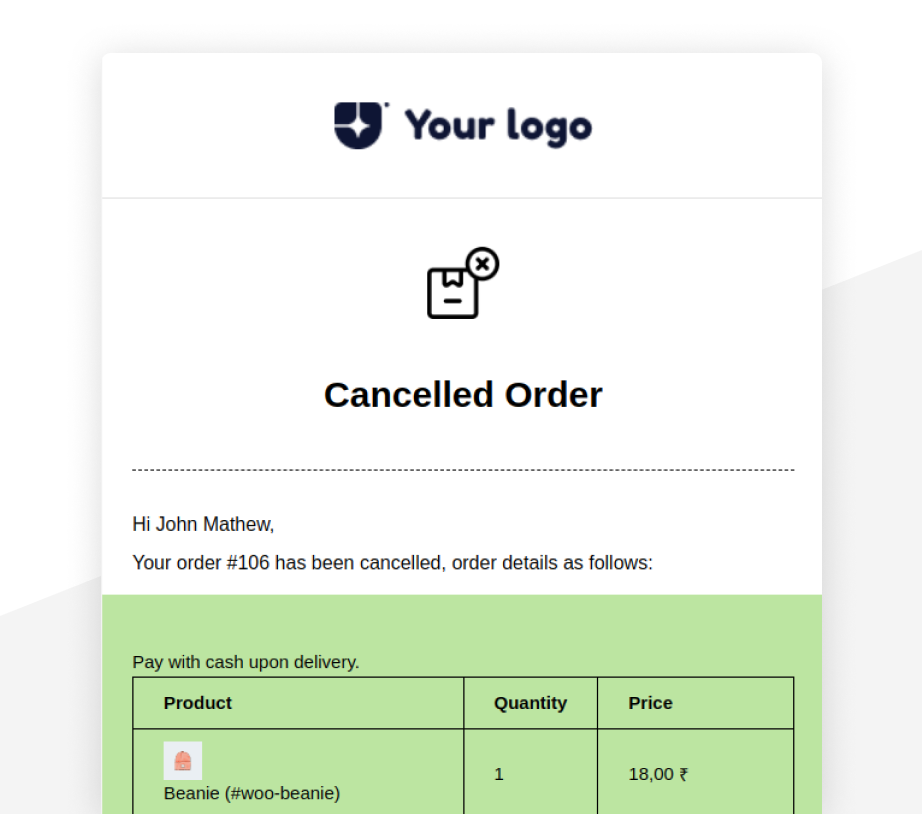 Your logo
Cancelled Order
Hi John Mathew,
Your order #106 has been cancelled, order details as follows:
Pay with cash upon delivery.
Product Quantity Price
1 18,00 ₹
Beanie (#woo-beanie)